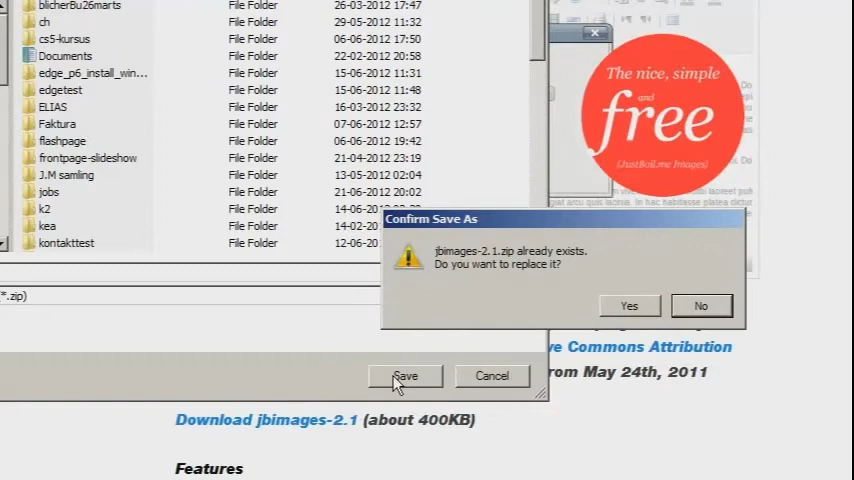 blicherBu26marts File Folder 26-03-2012 17:40
ch File Folder 29-05-2012 11:32
cs5-kursus File Folder 06-06-2012 17:50
Documents File Folder 22-02-2012 20:58
edge_p6_install_win... File Folder 15-06-2012 11:31
edgetest File Folder 15-06-2012 11:48
ELIAS File Folder 16-03-2012 23:32
Faktura File Folder 07-06-2012 12:57
flashpage File Folder 06-06-2012 19:42
frontpage-slideshow File Folder 21-04-2012 23:19
J.M samling File Folder 13-05-2012 02:04
jobs File Folder 21-06-2012 20:02
k2 File Folder 14-06-
kea File Folder 14-02-
kontakttest File Folder 12-06-
(*.zip)
Save
Cancel
The nice, simple
and
free
(JustBoil.me Images)
Confirm Save As
jbimages-2.1.zip already exists.
Do you want to replace it?
Yes
No
ve Commons Attribution
rom May 24th, 2011
Download jbimages-2.1 (about 400KB)
Features